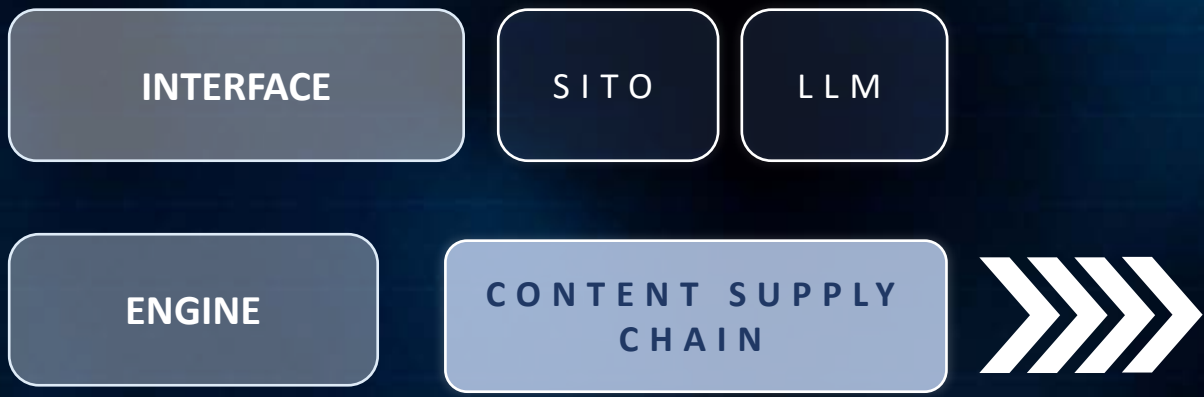 INTERFACE
SITO
LLM
ENGINE
CONTENT SUPPLY
CHAIN